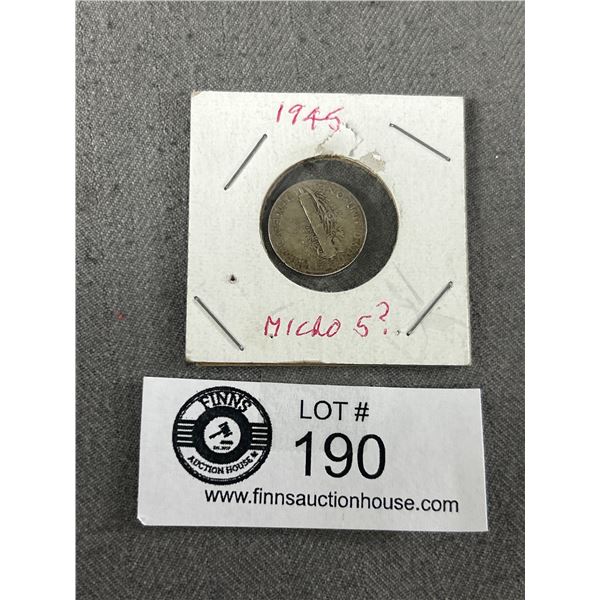 1945
MICRO 5?
FINNS
AUCTION HOUSE
LOT #
190
www.finnsauctionhouse.com